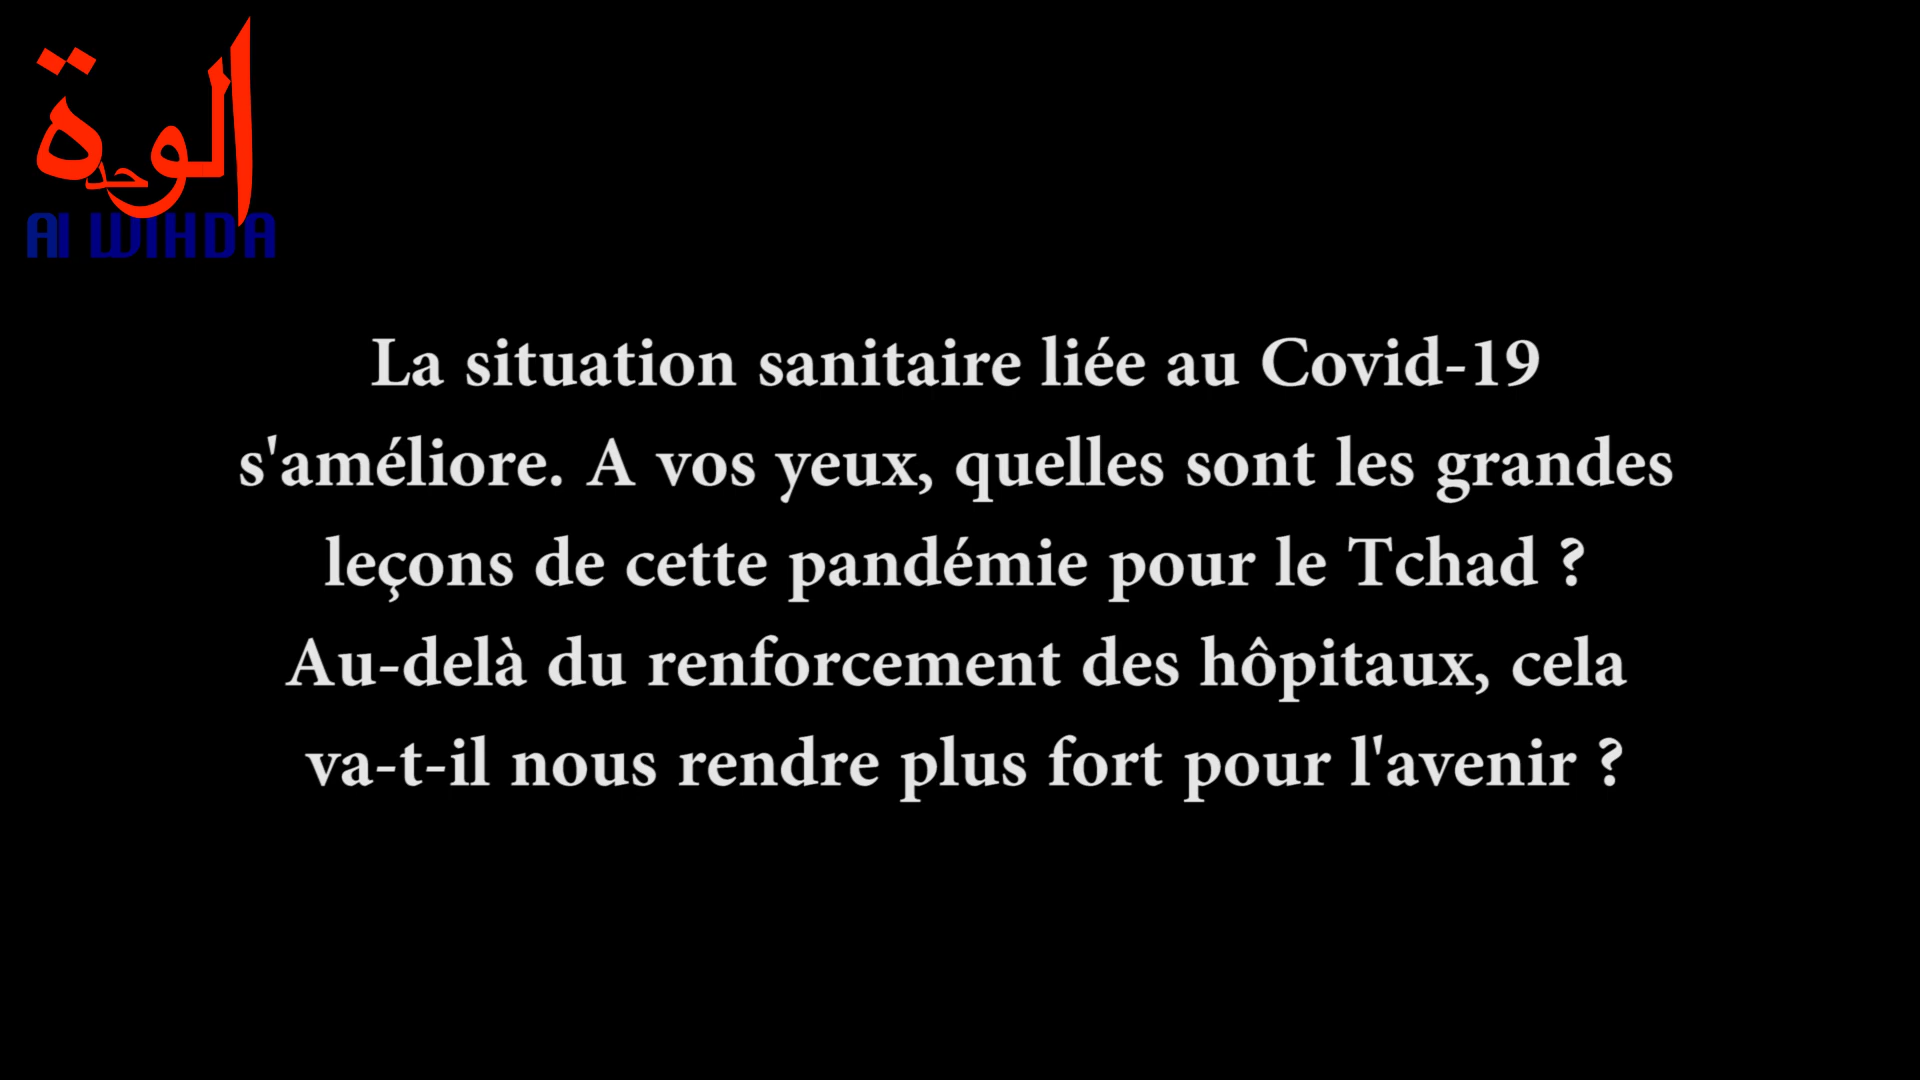 الوحدة
Al WIHDA
La situation sanitaire liée au Covid-19
s'améliore. A vos yeux, quelles sont les grandes
leçons de cette pandémie pour le Tchad ?
Au-delà du renforcement des hôpitaux, cela
va-t-il nous rendre plus fort pour l'avenir ?